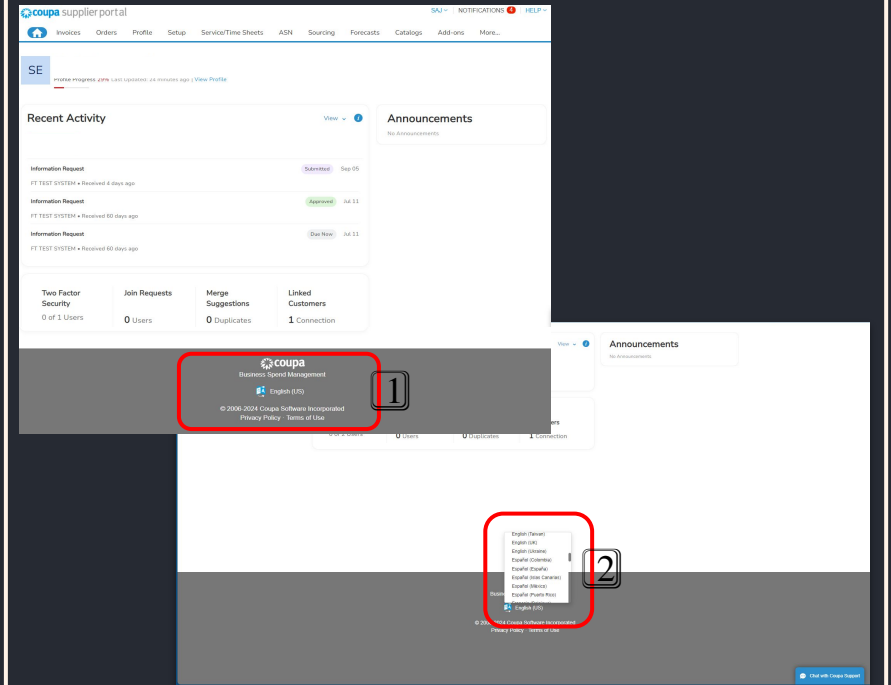 coupa supplier portal
SAJ NOTIFICATIONS 4 HELP
Invoices Orders Profile Setup Service/Time Sheets ASN Sourcing Forecasts Catalogs Add-ons More...
SE
Profile Progress 29% Last Updated: 24 minutes ago | View Profile
Recent Activity
View
Announcements
No Announcements
Information Request Submitted Sep 05
FT TEST SYSTEM • Received 4 days ago
Information Request Approved Jul 11
FT TEST SYSTEM • Received 60 days ago
Information Request Due Now Jul 11
FT TEST SYSTEM • Received 60 days ago
Two Factor Security
0 of 1 Users
Join Requests
0 Users
Merge Suggestions
0 Duplicates
Linked Customers
1 Connection
coupa
Business Spend Management
English (US)
© 2006-2024 Coupa Software Incorporated
Privacy Policy · Terms of Use
1
View
Announcements
No Announcements
0 of 2 Users
0 Users
0 Duplicates
1 Connection
English (Taiwan)
English (UK)
English (Ukraine)
Español (Colombia)
Español (España)
Español (Islas Canarias)
Español (México)
Español (Puerto Rico)
English (US)
Coupa Software Incorporated
Privacy Policy · Terms of Use
2
Chat with Coupa Support